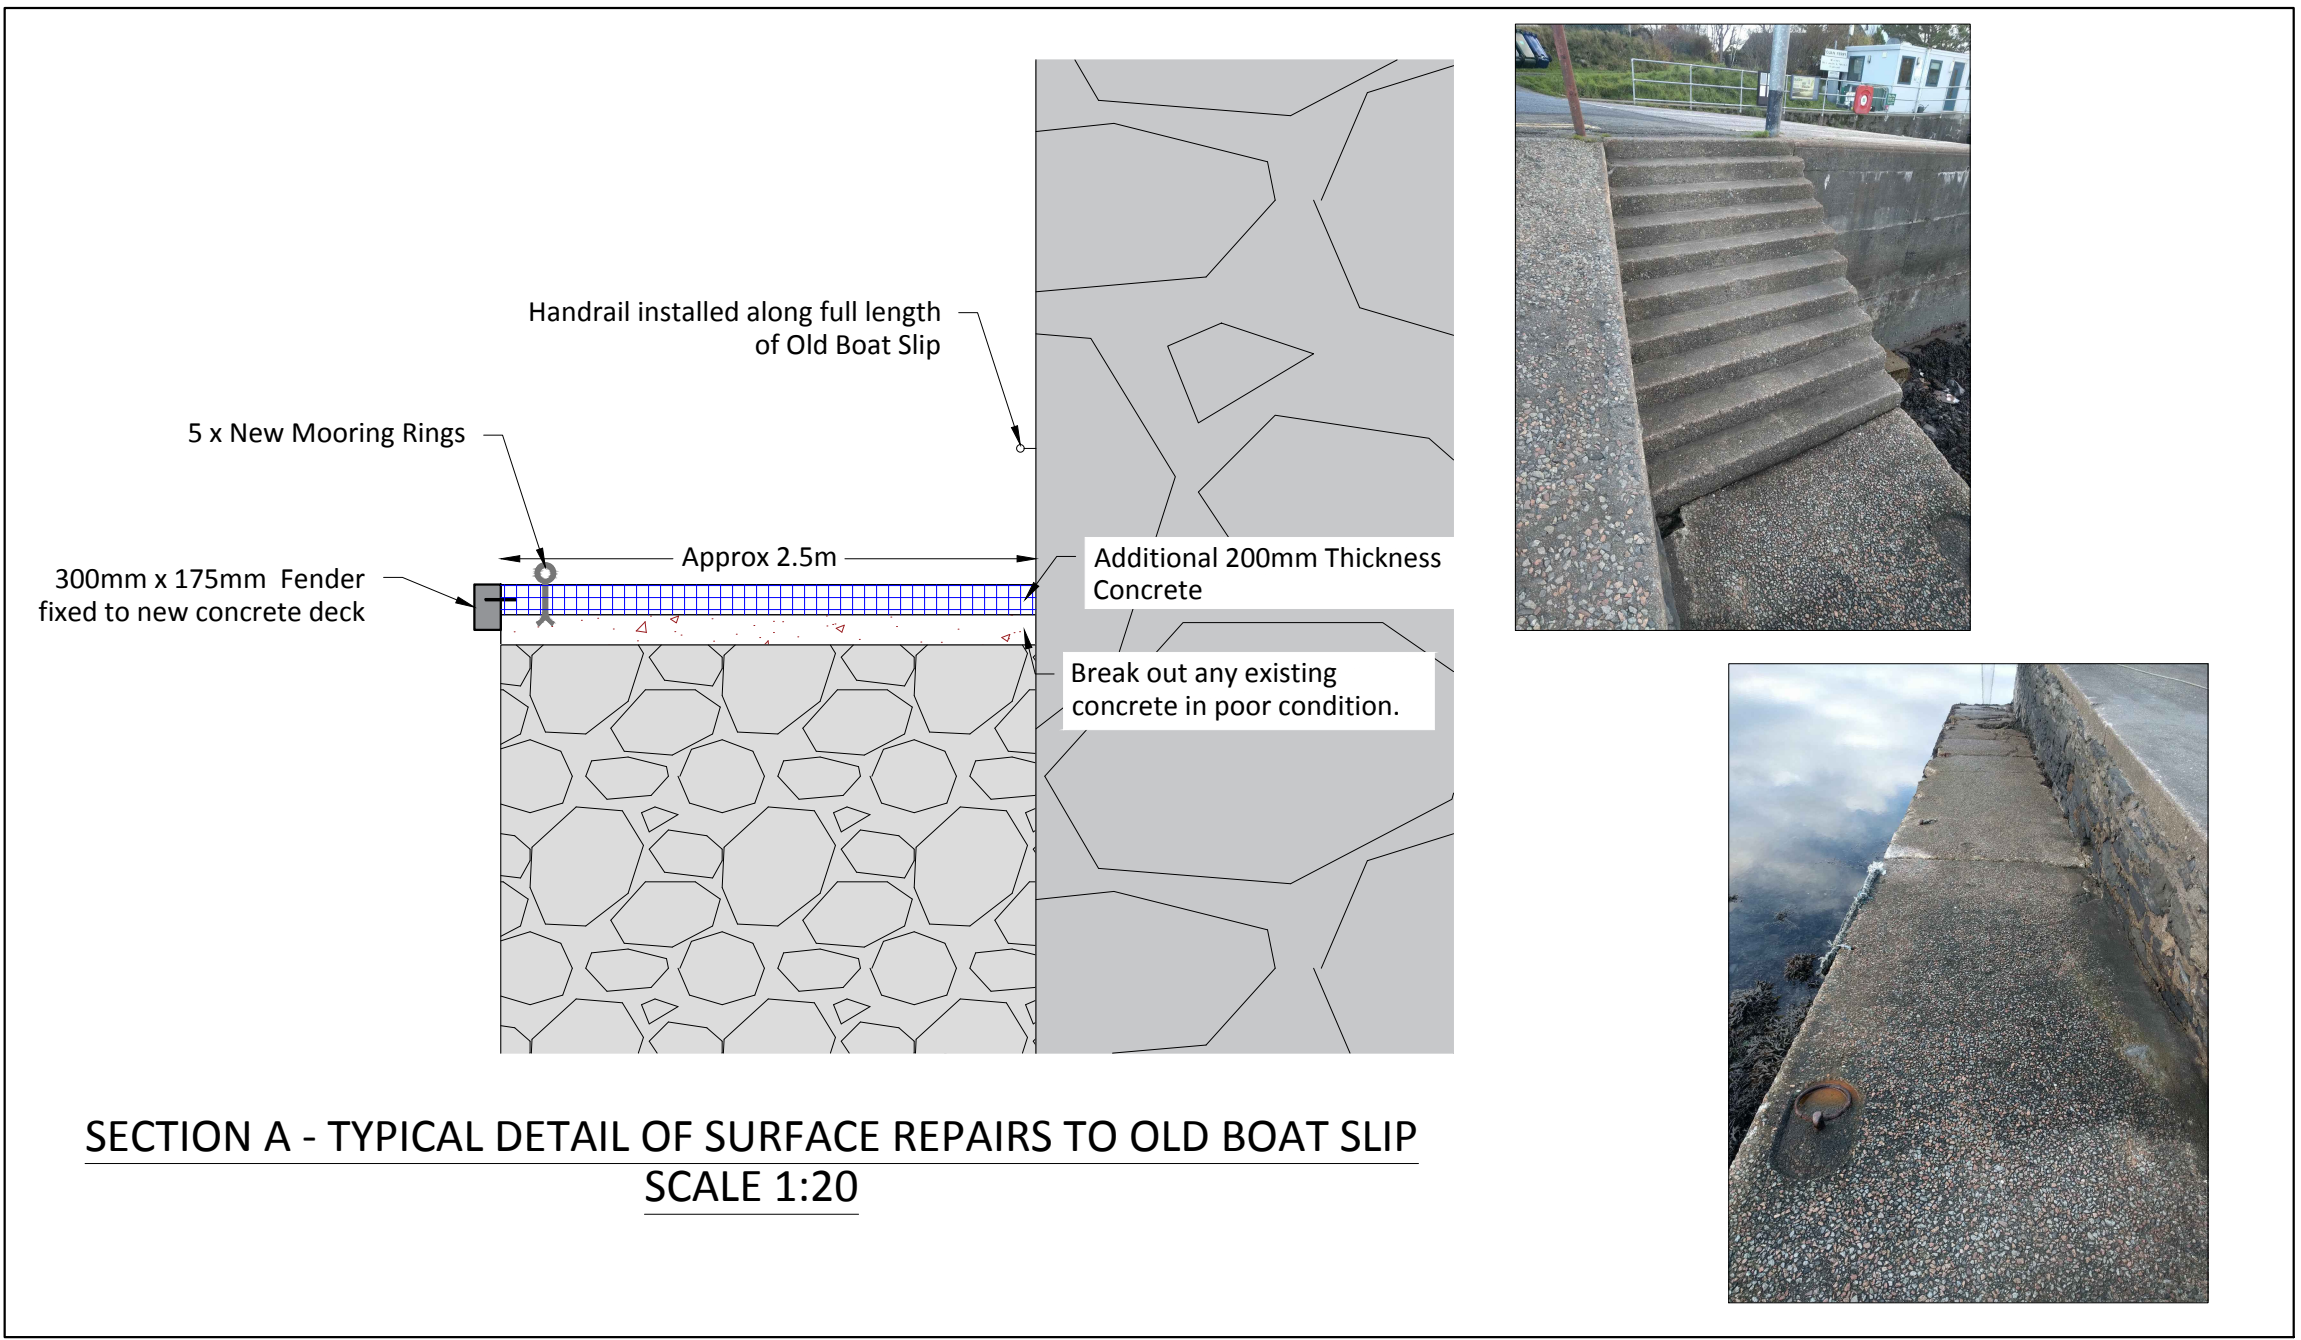 Handrail installed along full length
of Old Boat Slip
5 x New Mooring Rings
Approx 2.5m
300mm x 175mm Fender
fixed to new concrete deck
Additional 200mm Thickness
Concrete
Break out any existing
concrete in poor condition.
SECTION A - TYPICAL DETAIL OF SURFACE REPAIRS TO OLD BOAT SLIP
SCALE 1:20